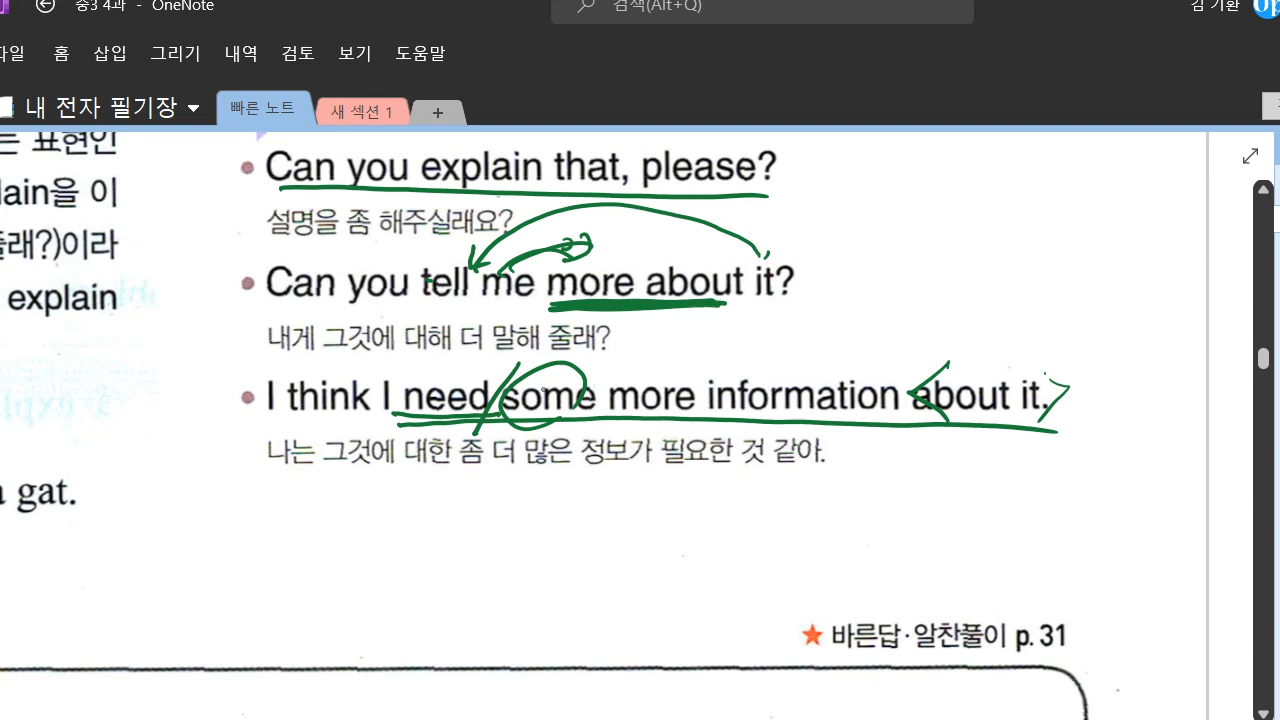 중3 4과 - OneNote
검색(Alt+Q)
김 기환
파일 홈 삽입 그리기 내역 검토 보기 도움말
내 전자 필기장
빠른 노트
새 섹션 1
는 표현인
Can you explain that, please?
lain을 이
설명을 좀 해주실래요?
줄래?)이라
Can you tell me more about it?
explain
내게 그것에 대해 더 말해 줄래?
I think I need some more information about it.
나는 그것에 대한 좀 더 많은 정보가 필요한 것 같아.
a gat.
★ 바른답·알찬풀이 p. 31